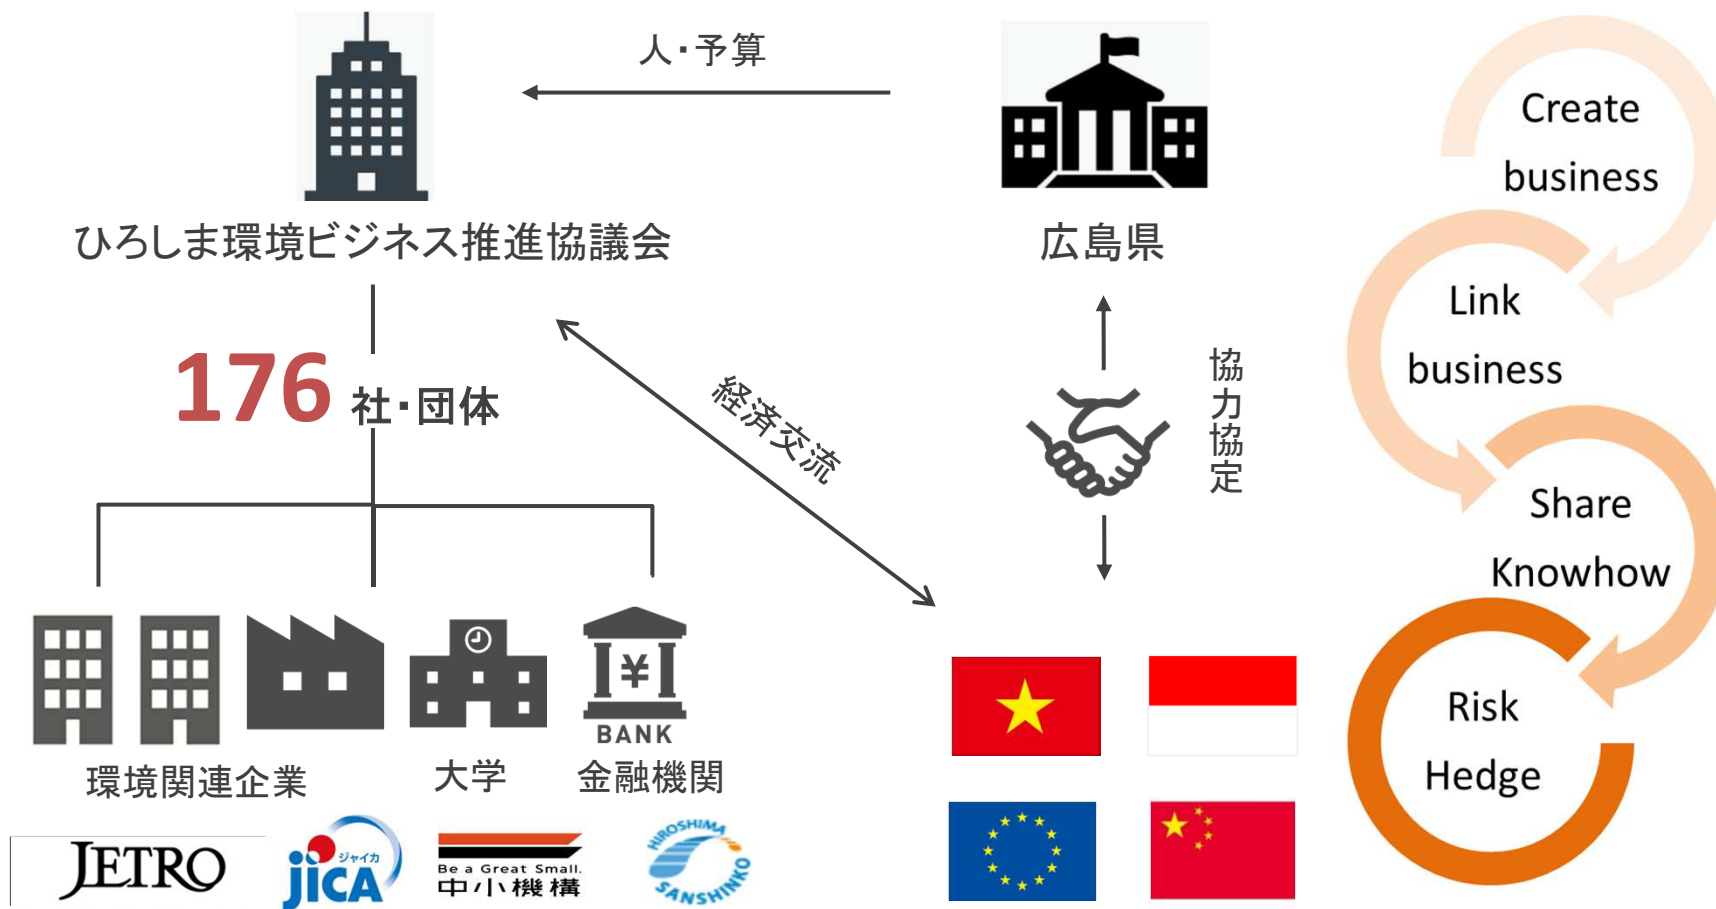 人・予算
ひろしま環境ビジネス推進協議会
広島県
176 社・団体
経済交流
協力協定
¥
BANK
環境関連企業
大学
金融機関
JETRO
ジャイカ
JICA
Be a Great Small.
中小機構
HIROSHIMA
SANSHINKO
Create
business
Link
business
Share
Knowhow
Risk
Hedge